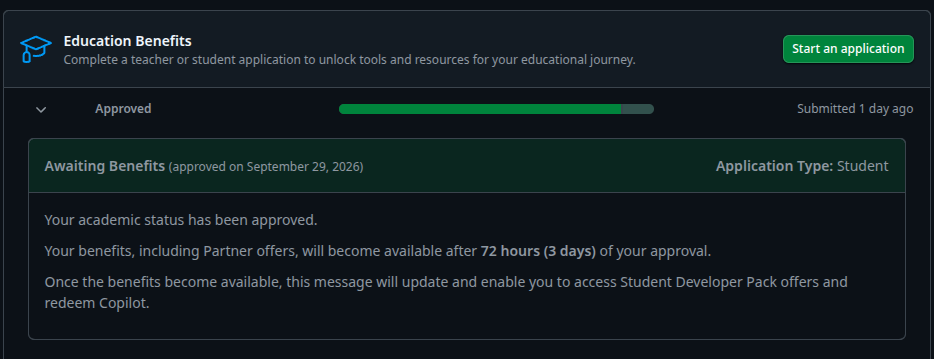 Education Benefits
Start an application
Complete a teacher or student application to unlock tools and resources for your educational journey.
Approved
Submitted 1 day ago
Awaiting Benefits (approved on September 29, 2026)
Application Type: Student
Your academic status has been approved.
Your benefits, including Partner offers, will become available after 72 hours (3 days) of your approval.
Once the benefits become available, this message will update and enable you to access Student Developer Pack offers and
redeem Copilot.